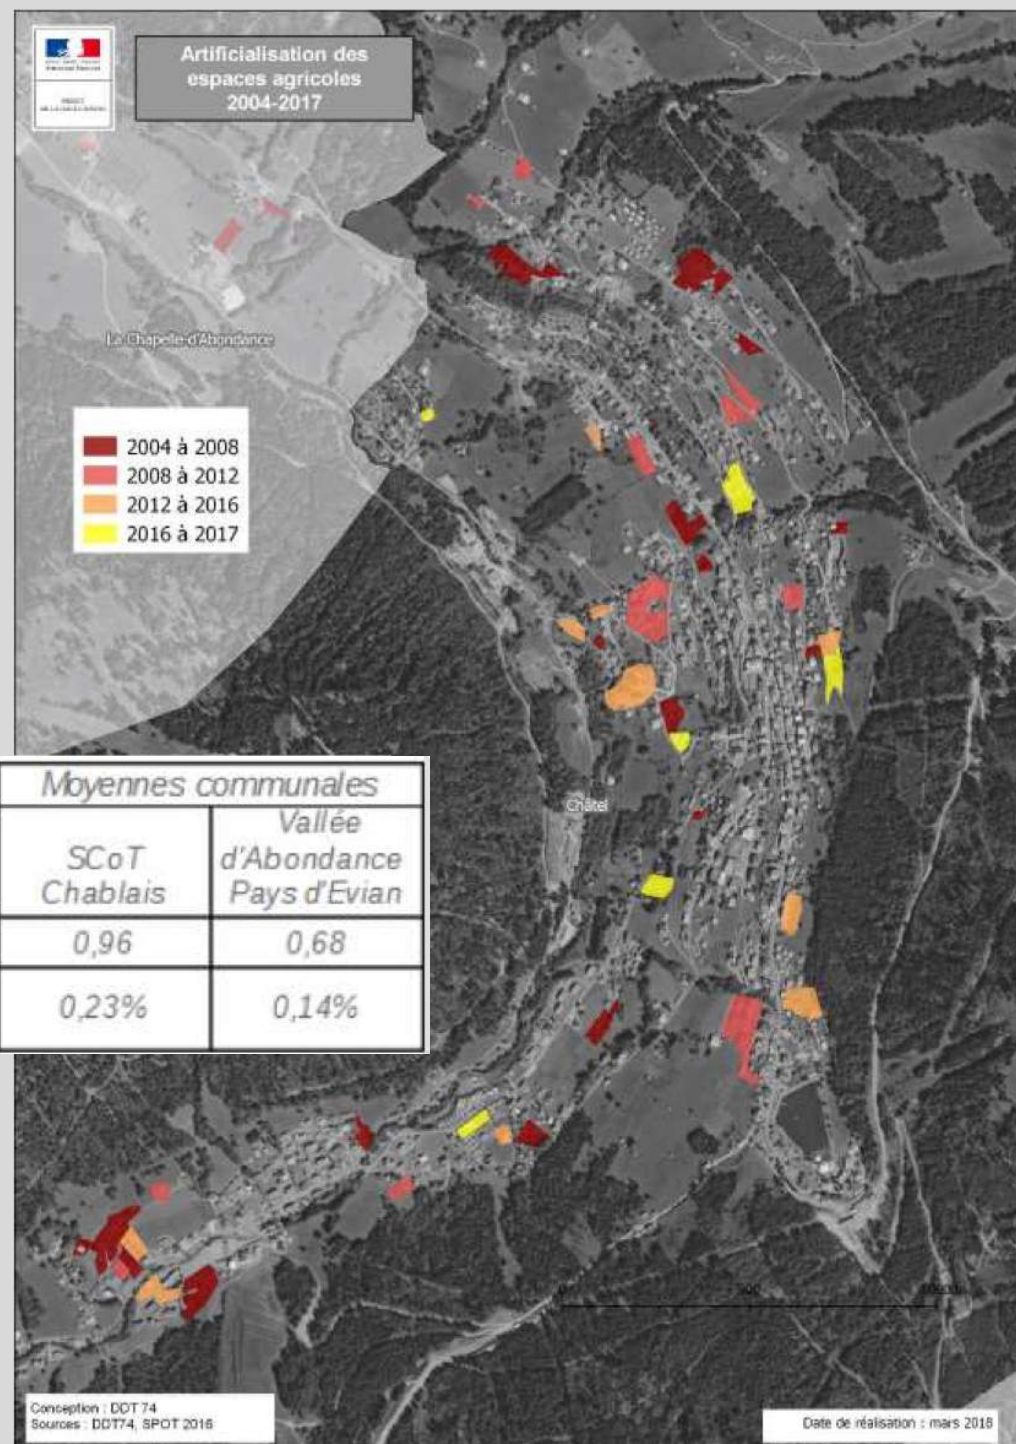 Artificialisation des
espaces agricoles
2004-2017
La Chapelle-d'Abondance
2004 à 2008
2008 à 2012
2012 à 2016
2016 à 2017
Moyennes communales
SCoT
Chablais
Vallée
d'Abondance
Pays d'Evian
0,96
0,68
0,23%
0,14%
Châtel
0
Conception : DDT 74
Sources : DDT74, SPOT 2016
Date de réalisation : mars 2018